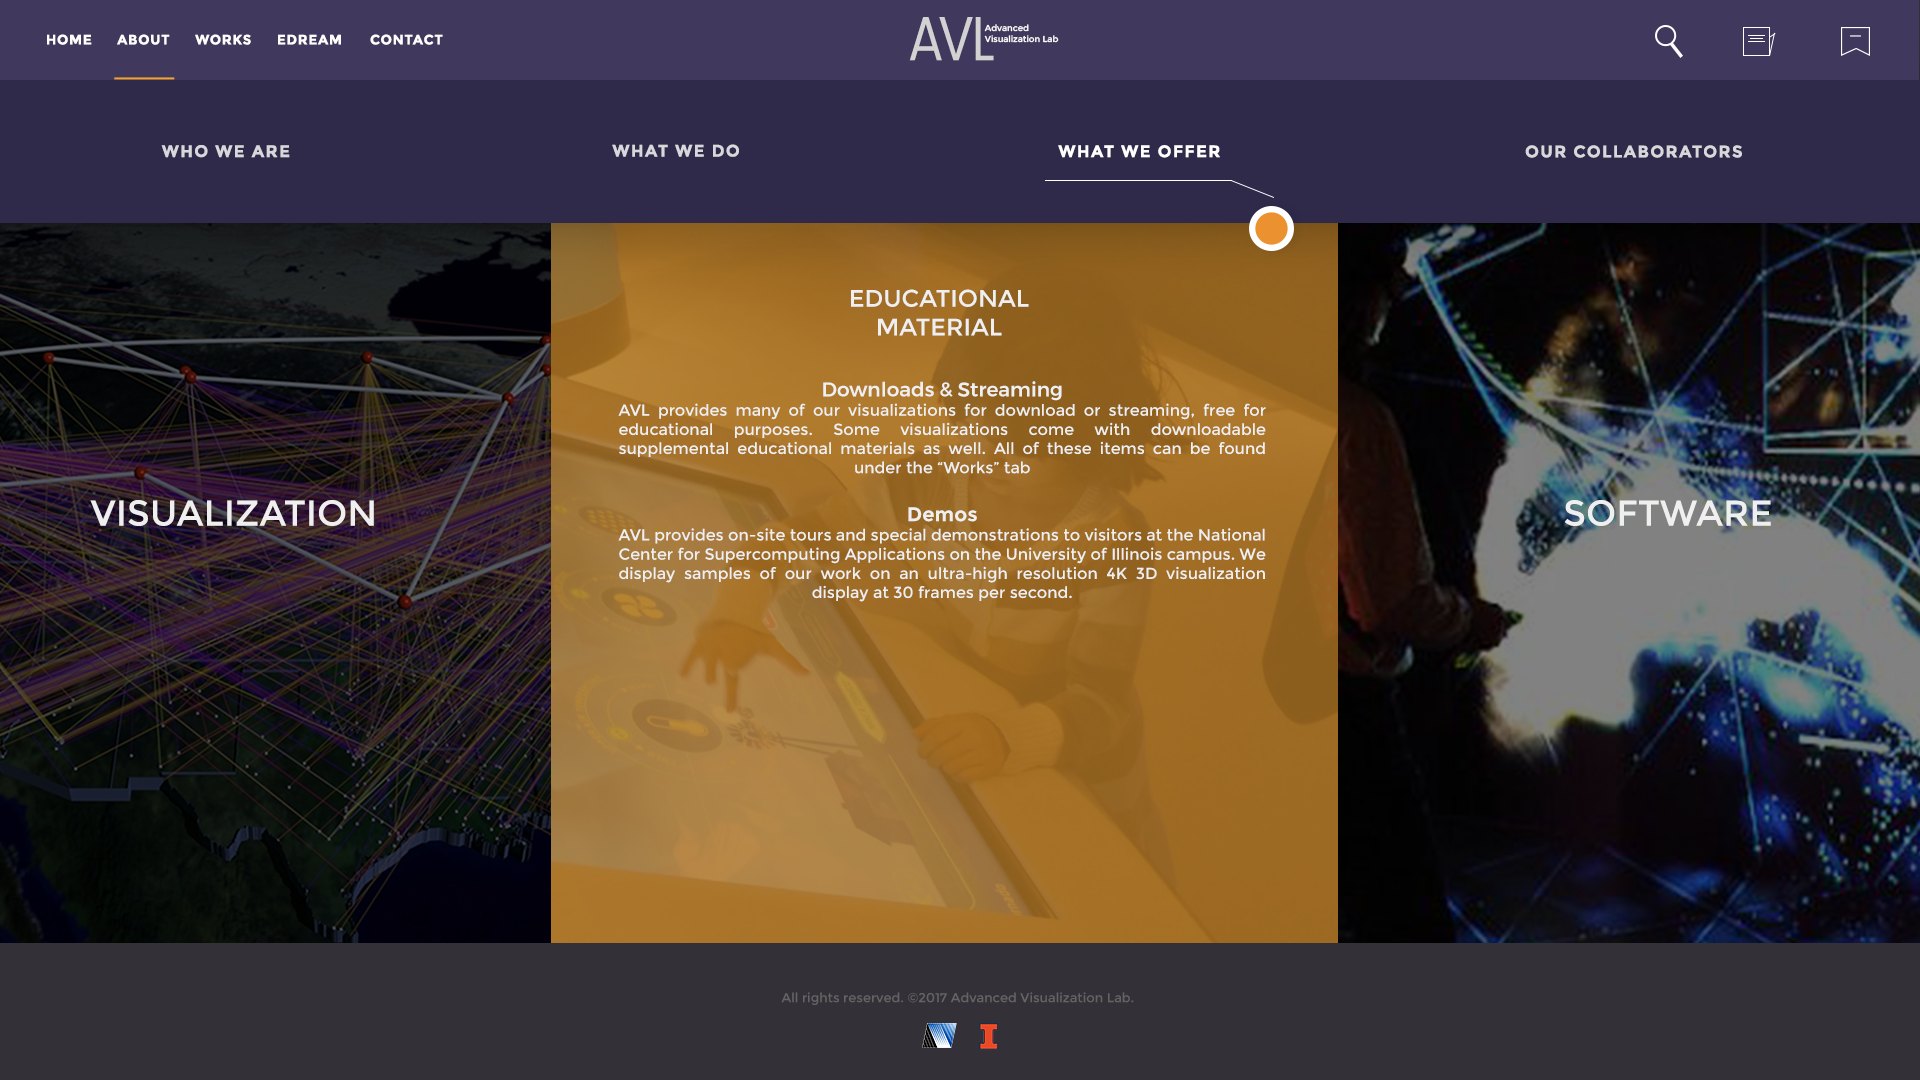 HOME ABOUT WORKS EDREAM CONTACT
AVL Advanced
Visualization Lab
WHO WE ARE
WHAT WE DO
WHAT WE OFFER
OUR COLLABORATORS
VISUALIZATION
EDUCATIONAL
MATERIAL
Downloads & Streaming
AVL provides many of our visualizations for download or streaming, free for
educational purposes. Some visualizations come with downloadable
supplemental educational materials as well. All of these items can be found
under the “Works” tab
Demos
AVL provides on-site tours and special demonstrations to visitors at the National
Center for Supercomputing Applications on the University of Illinois campus. We
display samples of our work on an ultra-high resolution 4K 3D visualization
display at 30 frames per second.
SOFTWARE
All rights reserved. ©2017 Advanced Visualization Lab.
I